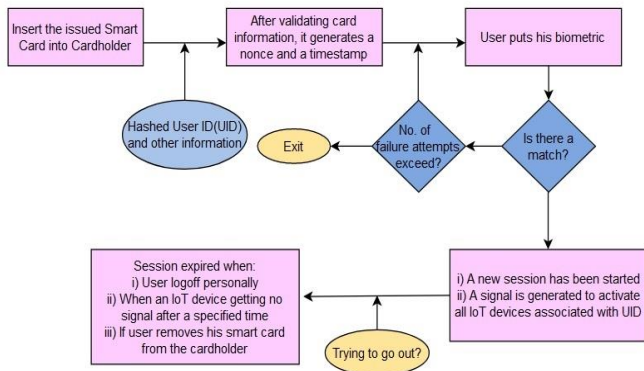 Insert the issued Smart
Card into Cardholder
After validating card
information, it generates a
nonce and a timestamp
User puts his biometric
Hashed User ID(UID)
and other information
Exit
No. of
failure attempts
exceed?
Is there a
match?
Session expired when:
i) User logoff personally
ii) When an IoT device getting no
signal after a specified time
iii) If user removes his smart card
from the cardholder
Trying to go out?
i) A new session has been started
ii) A signal is generated to activate
all IoT devices associated with UID